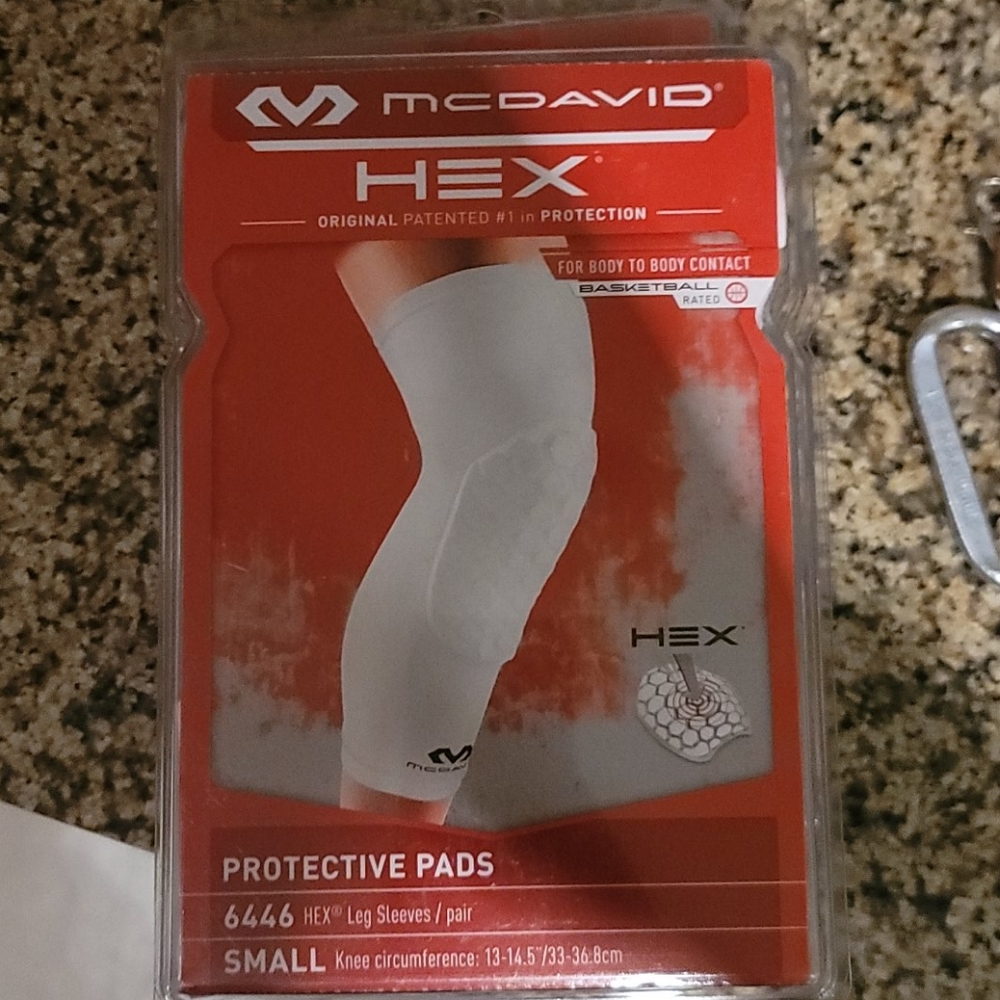 McDAVID®
HEX®
ORIGINAL PATENTED #1 in PROTECTION
FOR BODY TO BODY CONTACT
BASKETBALL
RATED
HEX®
McDAV
PROTECTIVE PADS
6446 HEX® Leg Sleeves / pair
SMALL Knee circumference: 13-14.5"/33-36.8cm